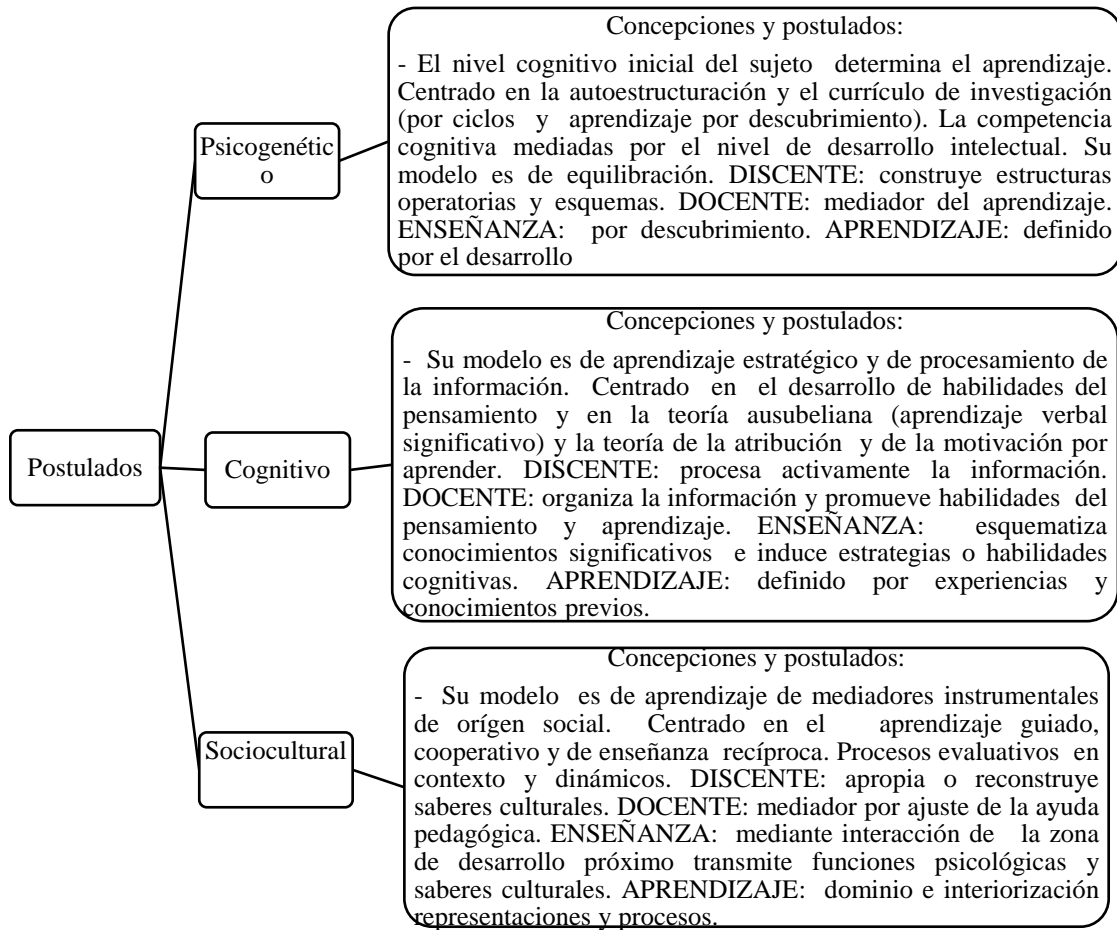 Postulados
Psicogenétic
o
Concepciones y postulados:
- El nivel cognitivo inicial del sujeto determina el aprendizaje.
Centrado en la autoestructuración y el currículo de investigación
(por ciclos y aprendizaje por descubrimiento). La competencia
cognitiva mediadas por el nivel de desarrollo intelectual. Su
modelo es de equilibración. DISCENTE: construye estructuras
operatorias y esquemas. DOCENTE: mediador del aprendizaje.
ENSEÑANZA: por descubrimiento. APRENDIZAJE: definido
por el desarrollo
Cognitivo
Concepciones y postulados:
- Su modelo es de aprendizaje estratégico y de procesamiento de
la información. Centrado en el desarrollo de habilidades del
pensamiento y en la teoría ausubeliana (aprendizaje verbal
significativo) y la teoría de la atribución y de la motivación por
aprender. DISCENTE: procesa activamente la información.
DOCENTE: organiza la información y promueve habilidades del
pensamiento y aprendizaje. ENSEÑANZA: esquematiza
conocimientos significativos e induce estrategias o habilidades
cognitivas. APRENDIZAJE: definido por experiencias y
conocimientos previos.
Sociocultural
Concepciones y postulados:
- Su modelo es de aprendizaje de mediadores instrumentales
de orígen social. Centrado en el aprendizaje guiado,
cooperativo y de enseñanza recíproca. Procesos evaluativos en
contexto y dinámicos. DISCENTE: apropia o reconstruye
saberes culturales. DOCENTE: mediador por ajuste de la ayuda
pedagógica. ENSEÑANZA: mediante interacción de la zona
de desarrollo próximo transmite funciones psicológicas y
saberes culturales. APRENDIZAJE: dominio e interiorización
representaciones y procesos.